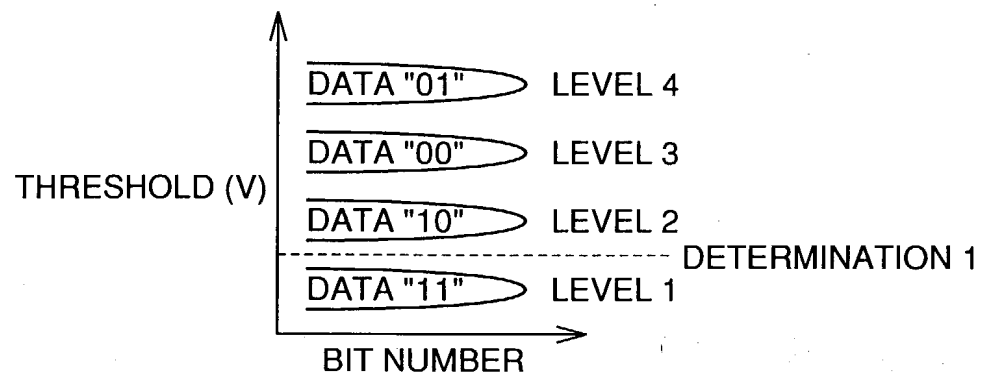 DATA "01" LEVEL 4
DATA "00" LEVEL 3
THRESHOLD (V)
DATA "10" LEVEL 2
DETERMINATION 1
DATA "11" LEVEL 1
BIT NUMBER